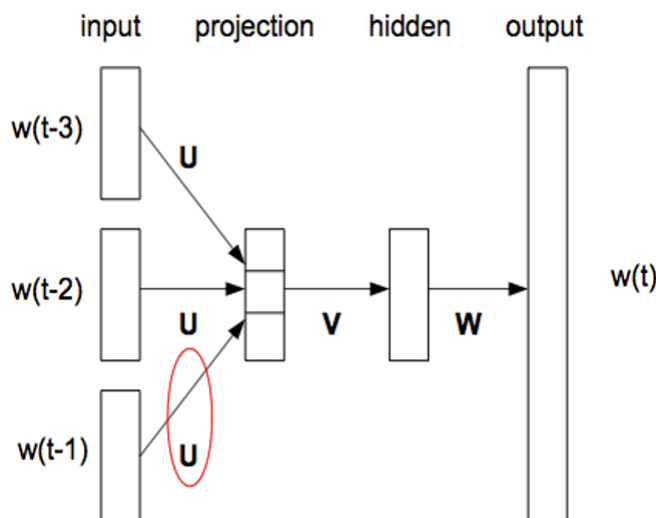 input projection hidden output
w(t-3)
U
w(t-2)
w(t)
U V W
w(t-1)
U